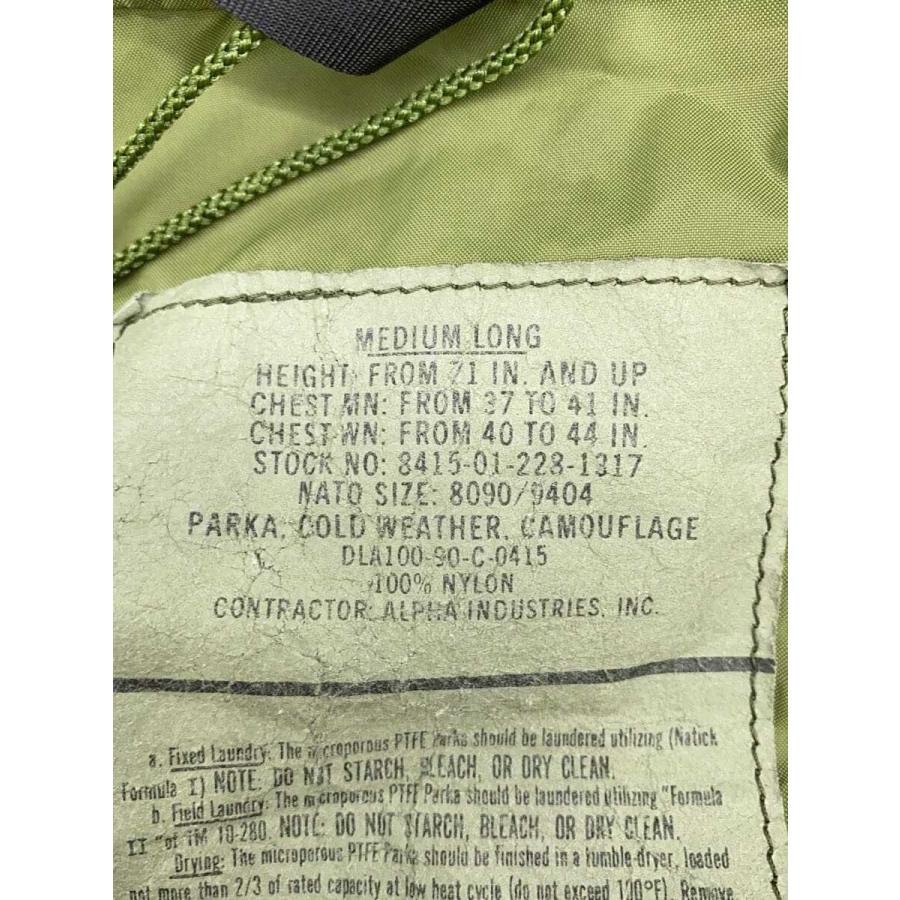 MEDIUM LONG
HEIGHT: FROM 71 IN. AND UP
CHEST MN: FROM 37 TO 41 IN.
CHEST WN: FROM 40 TO 44 IN.
STOCK NO: 8415-01-228-1317
NATO SIZE: 8090/9404
PARKA, COLD WEATHER, CAMOUFLAGE
DLA100-90-C-0415
100% NYLON
CONTRACTOR: ALPHA INDUSTRIES, INC.
a. Fixed Laundry: The microporous PTFE Parka should be laundered utilizing (Natick
Formula I) NOTE: DO NOT STARCH, BLEACH, OR DRY CLEAN.
b. Field Laundry: The microporous PTFE Parka should be laundered utilizing "Formula
II "of TM 10-280. NOTE: DO NOT STARCH, BLEACH, OR DRY CLEAN.
Drying: The microporous PTFE Parka should be finished in a tumble-dryer, loaded
not more than 2/3 of rated capacity at low heat cycle (do not exceed 130°F). Remove